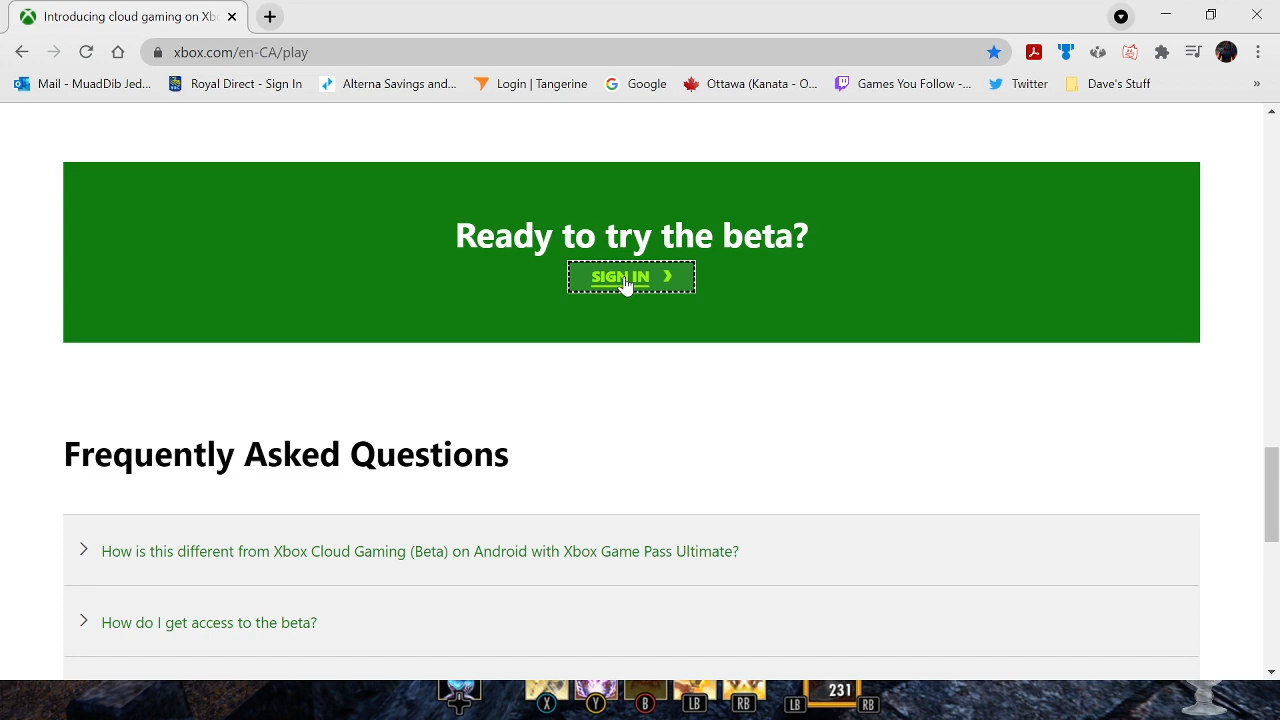 Introducing cloud gaming on Xb
xbox.com/en-CA/play
Mail - MuadDib Jed...
Royal Direct - Sign In
Alterna Savings and...
Login | Tangerine
Google
Ottawa (Kanata - O...
Games You Follow -...
Twitter
Dave's Stuff
»
Ready to try the beta?
SIGN IN
Frequently Asked Questions
How is this different from Xbox Cloud Gaming (Beta) on Android with Xbox Game Pass Ultimate?
How do I get access to the beta?
X Y B LB RB LB 231 RB